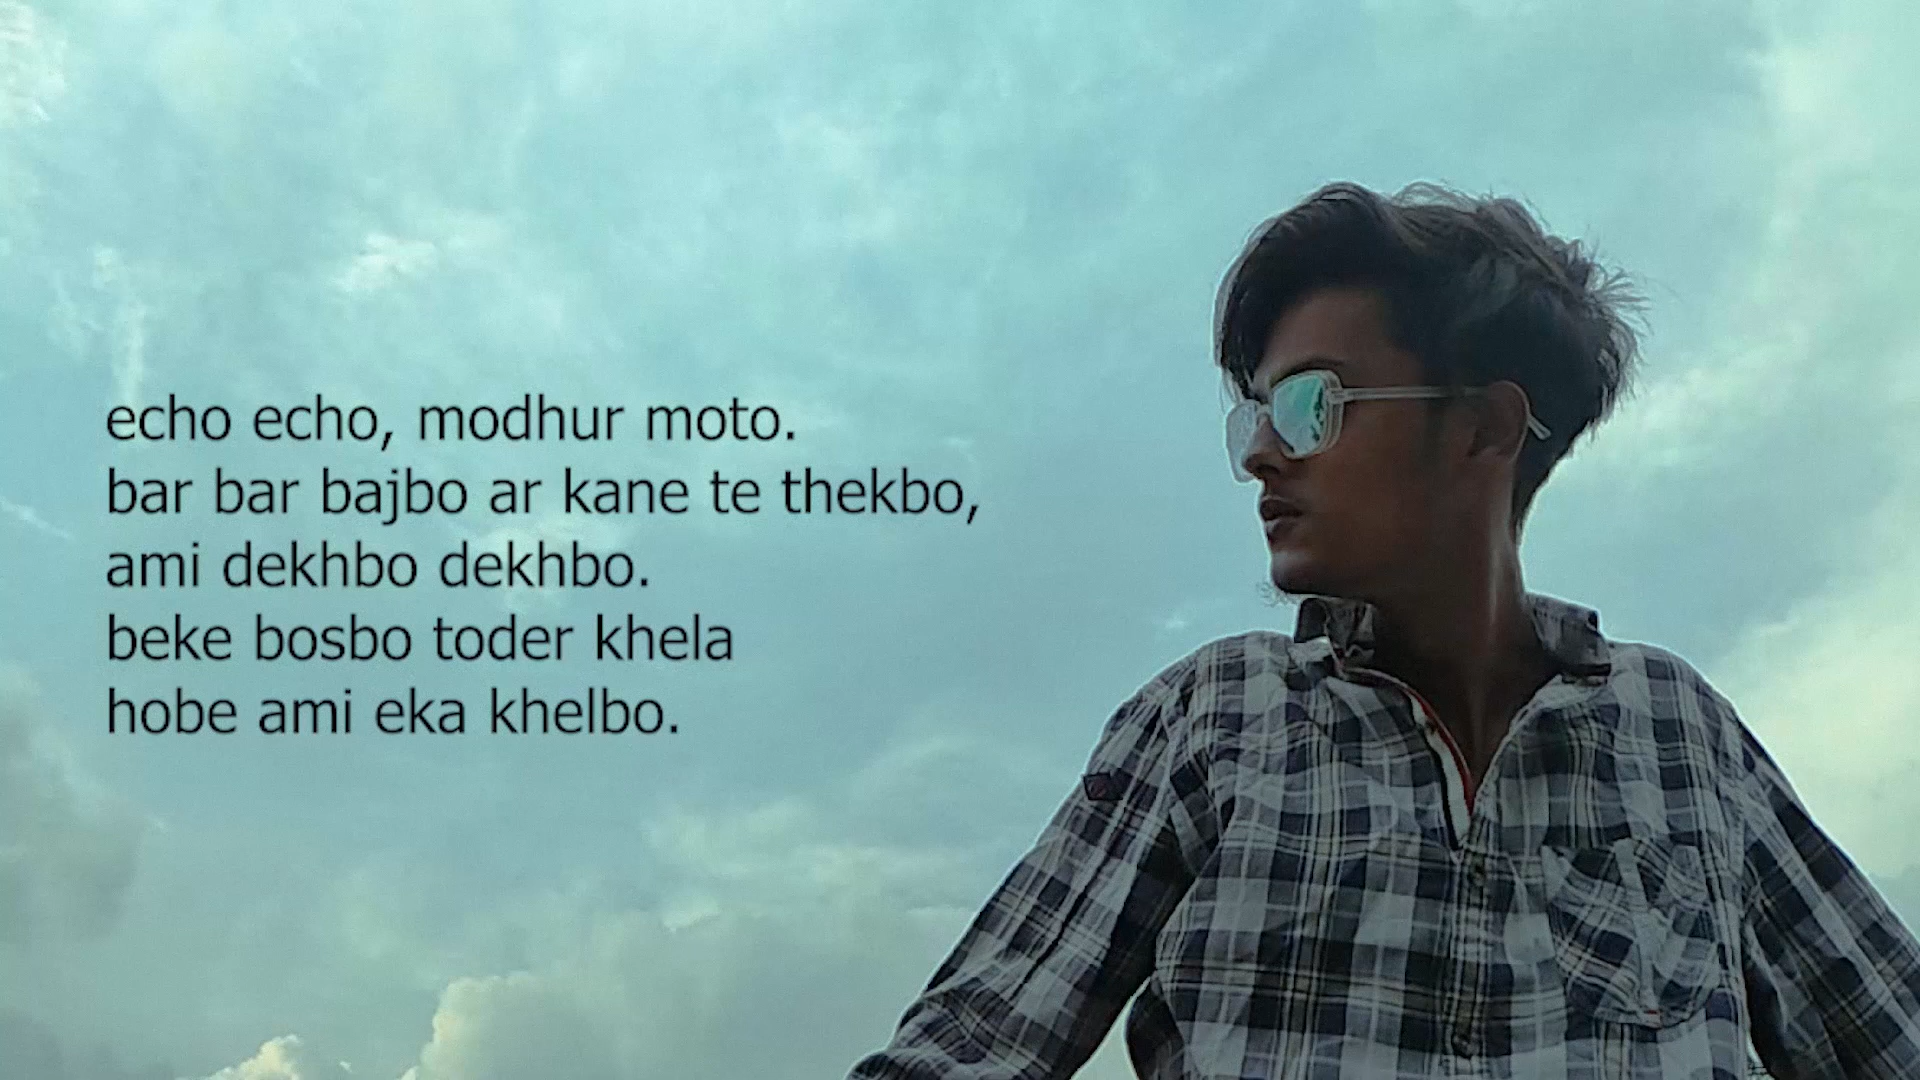 echo echo, modhur moto.
bar bar bajbo ar kane te thekbo,
ami dekhbo dekhbo.
beke bosbo toder khela
hobe ami eka khelbo.